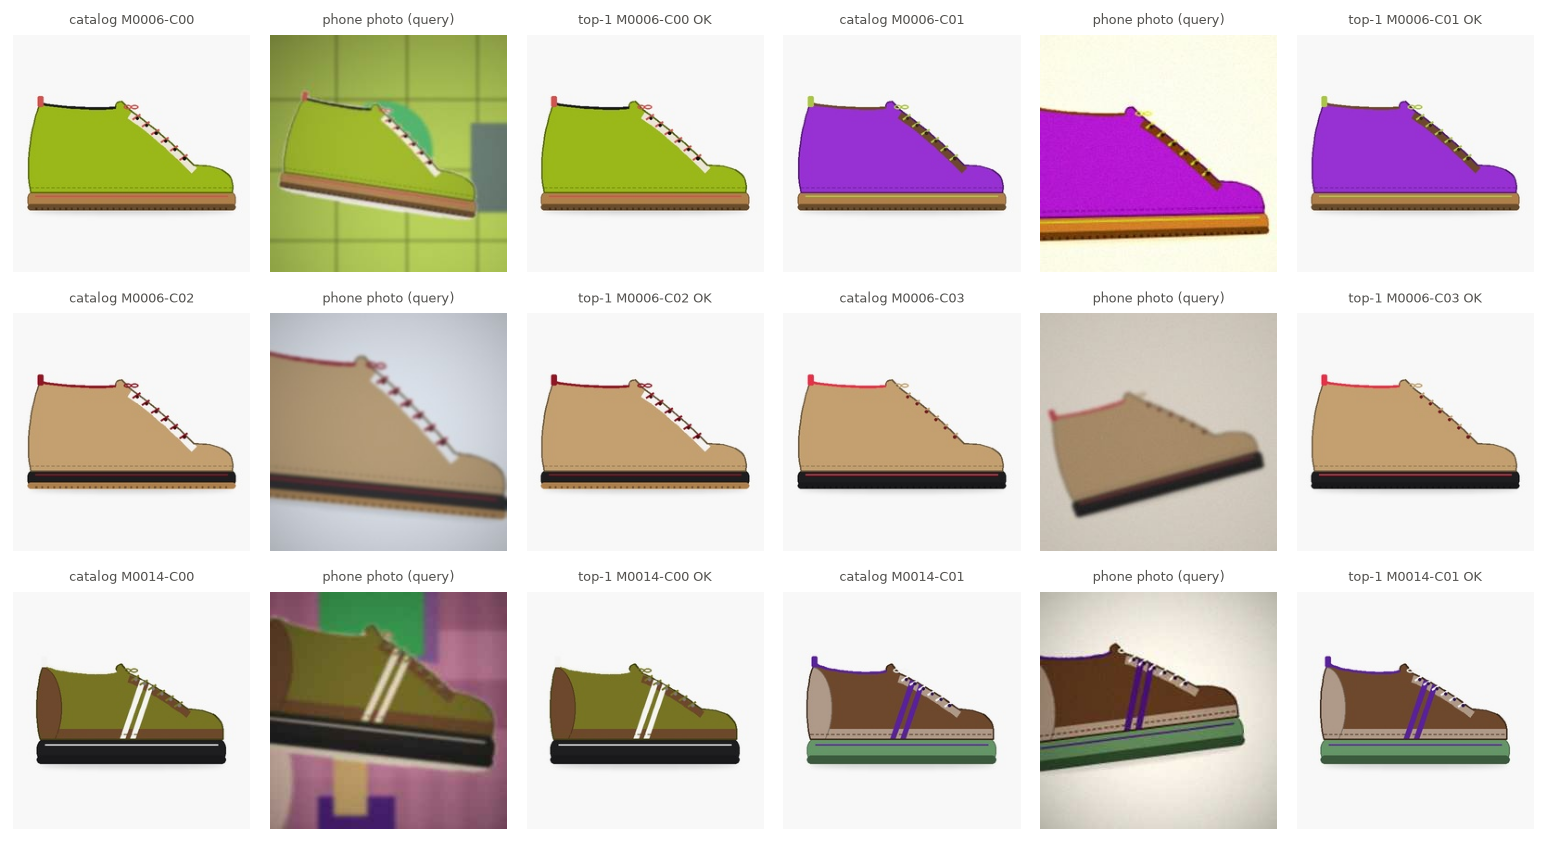 catalog M0006-C00
phone photo (query)
top-1 M0006-C00 OK
catalog M0006-C01
phone photo (query)
top-1 M0006-C01 OK
catalog M0006-C02
phone photo (query)
top-1 M0006-C02 OK
catalog M0006-C03
phone photo (query)
top-1 M0006-C03 OK
catalog M0014-C00
phone photo (query)
top-1 M0014-C00 OK
catalog M0014-C01
phone photo (query)
top-1 M0014-C01 OK